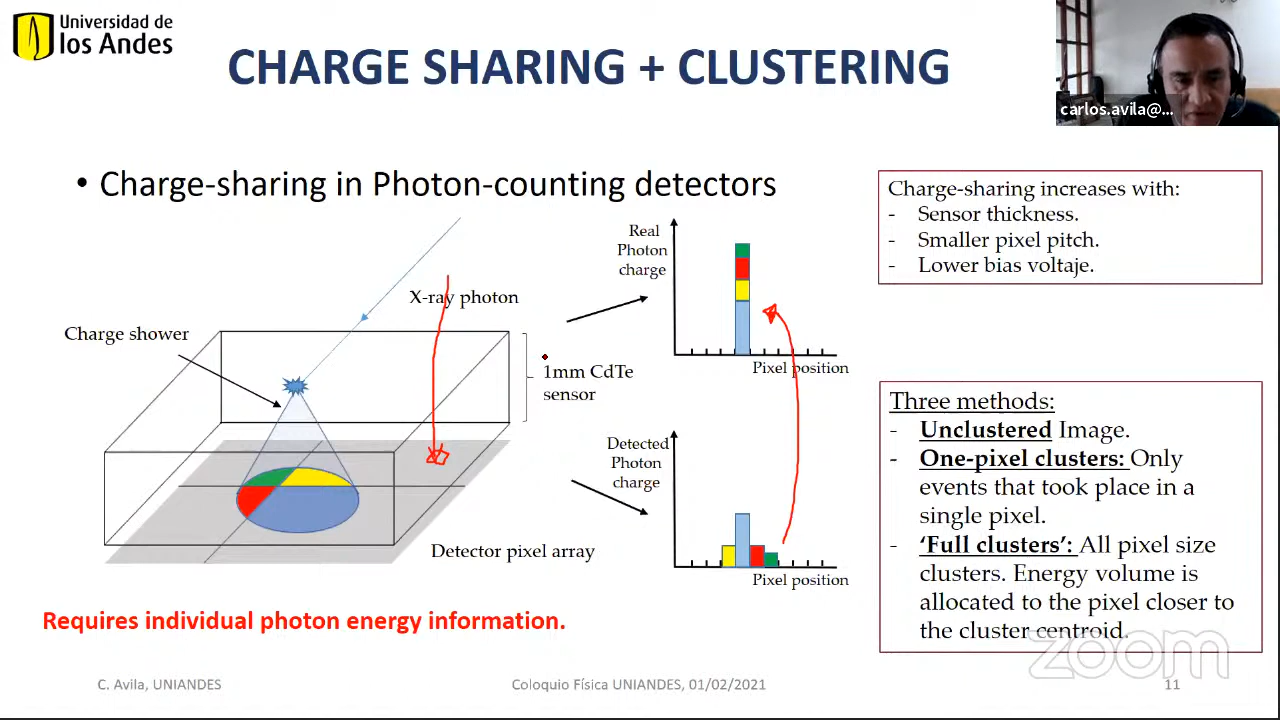 Universidad de
los Andes
CHARGE SHARING + CLUSTERING
carlos.avila@...
• Charge-sharing in Photon-counting detectors
Charge-sharing increases with:
- Sensor thickness.
- Smaller pixel pitch.
- Lower bias voltaje.
Real
Photon
charge
X-ray photon
Charge shower
1mm CdTe
sensor
Pixel position
Detected
Photon
charge
Detector pixel array
Pixel position
Three methods:
- Unclustered Image.
- One-pixel clusters: Only
events that took place in a
single pixel.
- ‘Full clusters’: All pixel size
clusters. Energy volume is
allocated to the pixel closer to
the cluster centroid.
Requires individual photon energy information.
zoom
C. Avila, UNIANDES
Coloquio Física UNIANDES, 01/02/2021
11